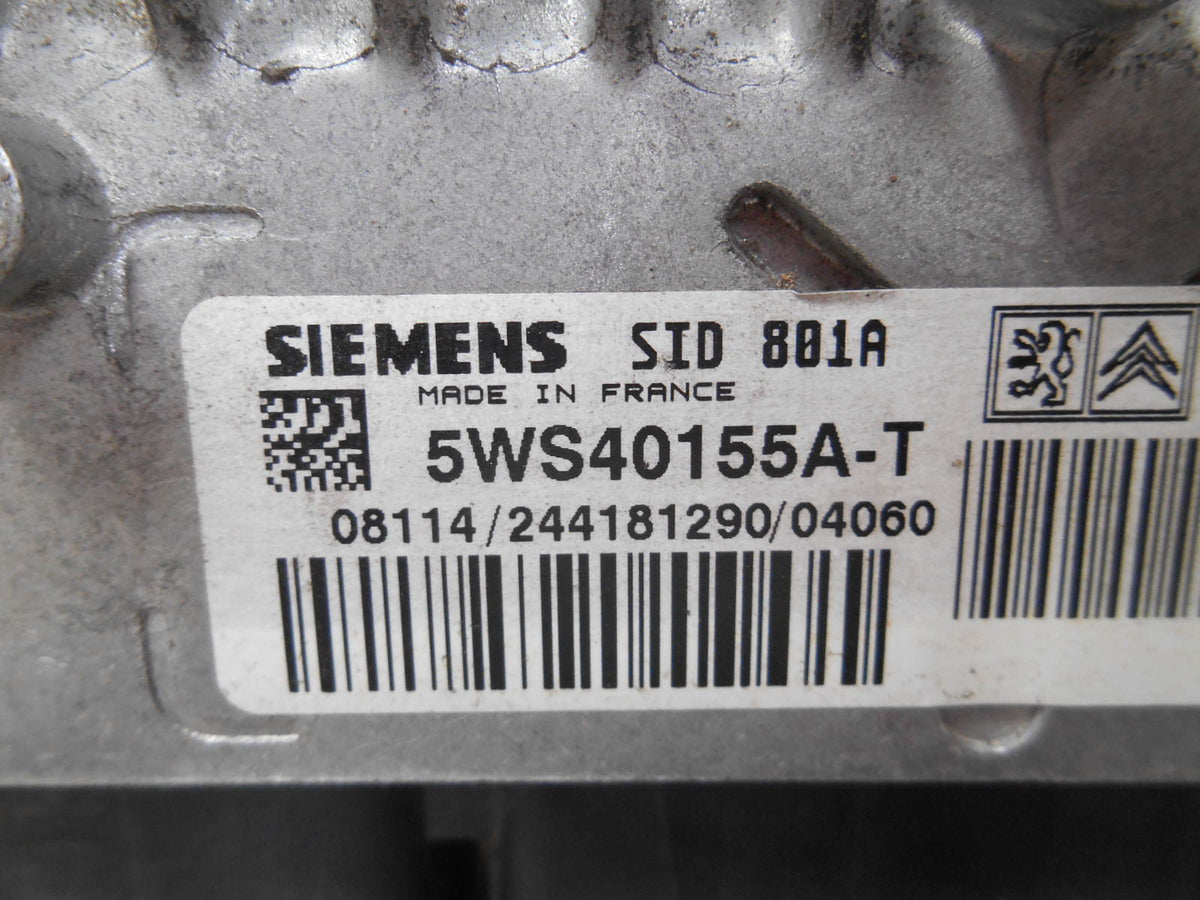 SIEMENS SID 801A
MADE IN FRANCE
5WS40155A-T
08114/244181290/04060